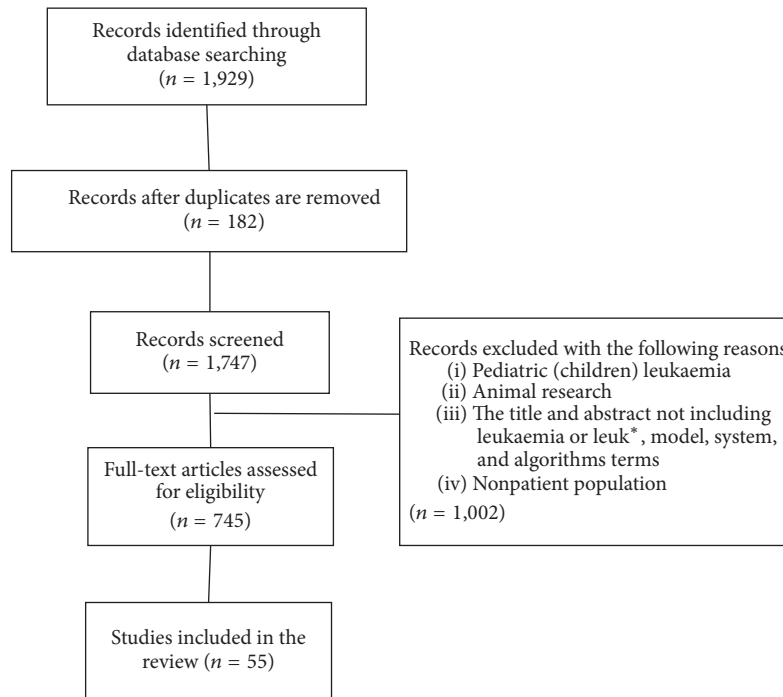 Records identified through
database searching
(n = 1,929)
Records after duplicates are removed
(n = 182)
Records screened
(n = 1,747)
Records excluded with the following reasons
(i) Pediatric (children) leukaemia
(ii) Animal research
(iii) The title and abstract not including
leukaemia or leuk*, model, system,
and algorithms terms
(iv) Nonpatient population
(n = 1,002)
Full-text articles assessed
for eligibility
(n = 745)
Studies included in the
review (n = 55)